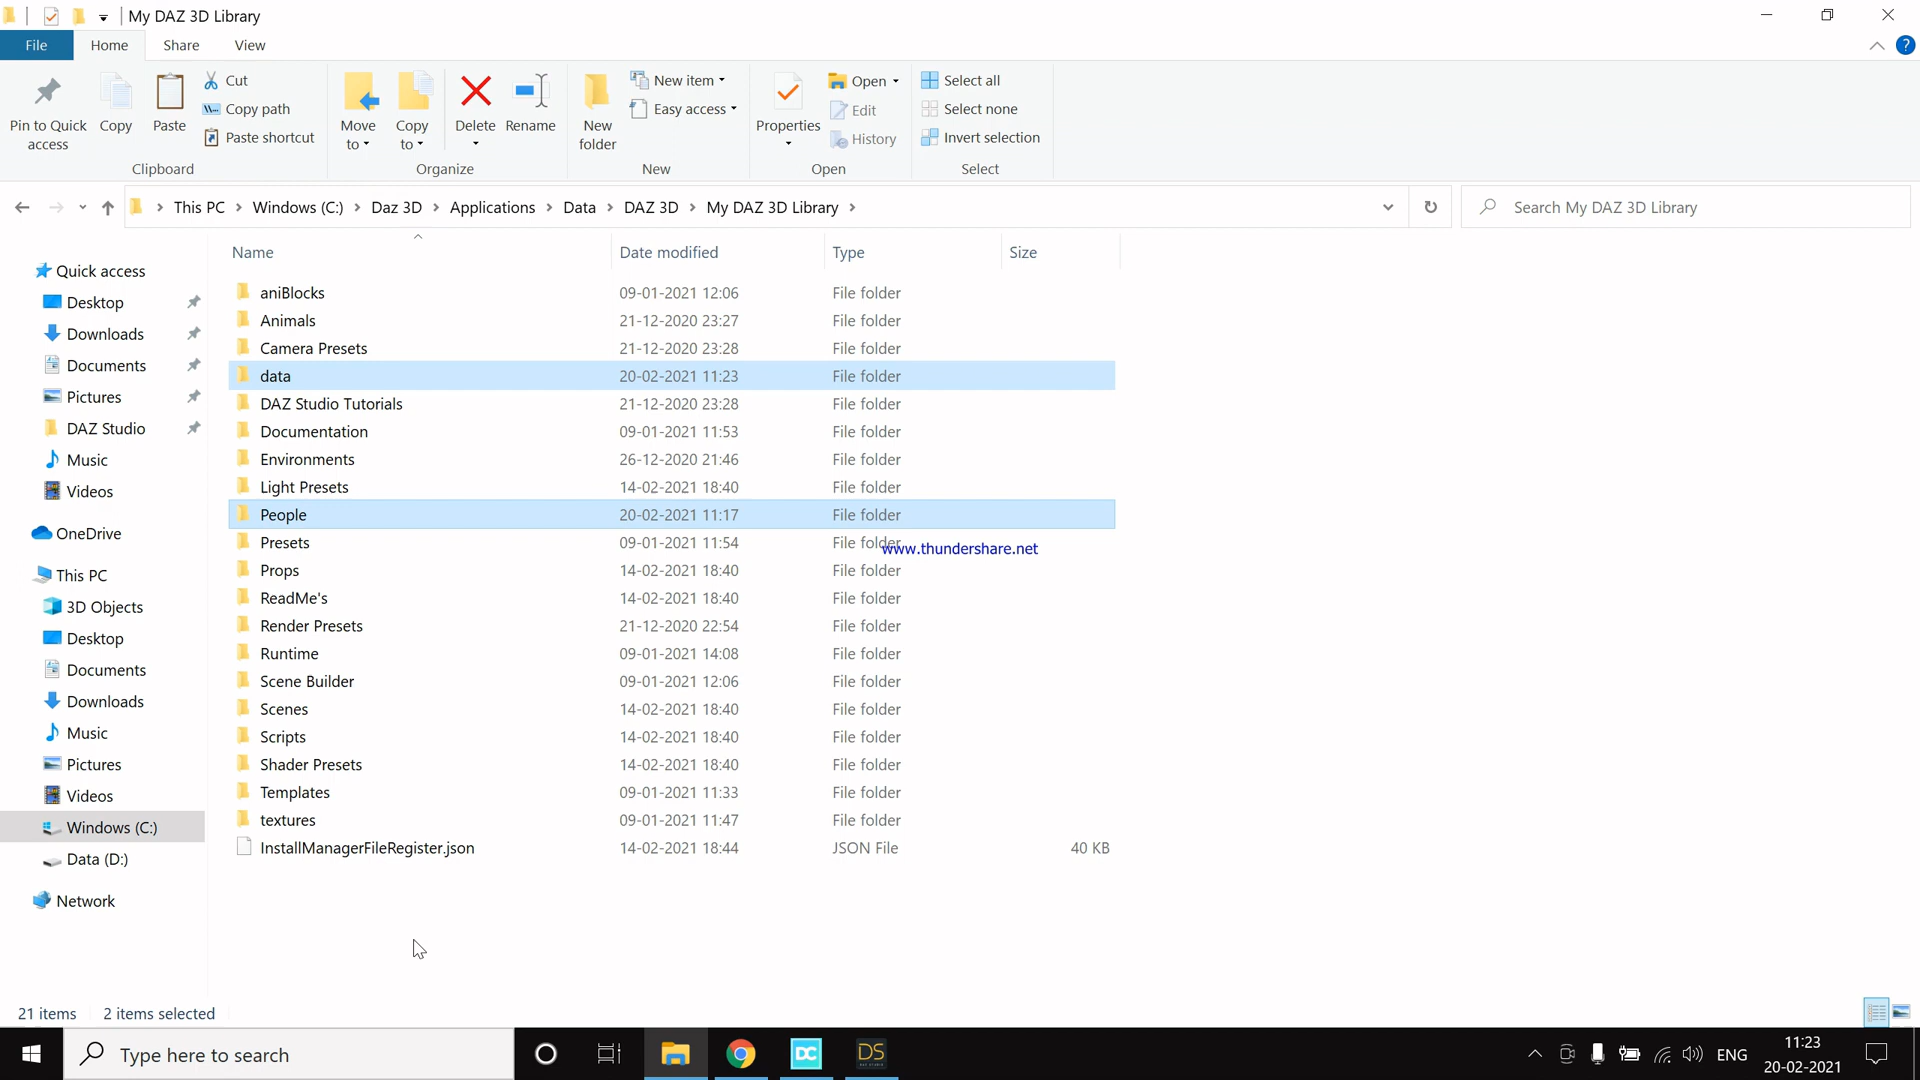 My DAZ 3D Library
File Home Share View
Pin to Quick access
Copy
Paste
Cut
Copy path
Paste shortcut
Clipboard
Move to
Copy to
Delete
Rename
Organize
New folder
New item
Easy access
New
Properties
Open
Edit
History
Open
Select all
Select none
Invert selection
Select
This PC > Windows (C:) > Daz 3D > Applications > Data > DAZ 3D > My DAZ 3D Library >
Search My DAZ 3D Library
Name Date modified Type Size
Quick access
Desktop
Downloads
Documents
Pictures
DAZ Studio
Music
Videos
OneDrive
This PC
3D Objects
Desktop
Documents
Downloads
Music
Pictures
Videos
Windows (C:)
Data (D:)
Network
aniBlocks 09-01-2021 12:06 File folder
Animals 21-12-2020 23:27 File folder
Camera Presets 21-12-2020 23:28 File folder
data 20-02-2021 11:23 File folder
DAZ Studio Tutorials 21-12-2020 23:28 File folder
Documentation 09-01-2021 11:53 File folder
Environments 26-12-2020 21:46 File folder
Light Presets 14-02-2021 18:40 File folder
People 20-02-2021 11:17 File folder
Presets 09-01-2021 11:54 File folder
www.thundershare.net
Props 14-02-2021 18:40 File folder
ReadMe's 14-02-2021 18:40 File folder
Render Presets 21-12-2020 22:54 File folder
Runtime 09-01-2021 14:08 File folder
Scene Builder 09-01-2021 12:06 File folder
Scenes 14-02-2021 18:40 File folder
Scripts 14-02-2021 18:40 File folder
Shader Presets 14-02-2021 18:40 File folder
Templates 09-01-2021 11:33 File folder
textures 09-01-2021 11:47 File folder
InstallManagerFileRegister.json 14-02-2021 18:44 JSON File 40 KB
21 items 2 items selected
Type here to search
DC
DS
ENG
11:23
20-02-2021